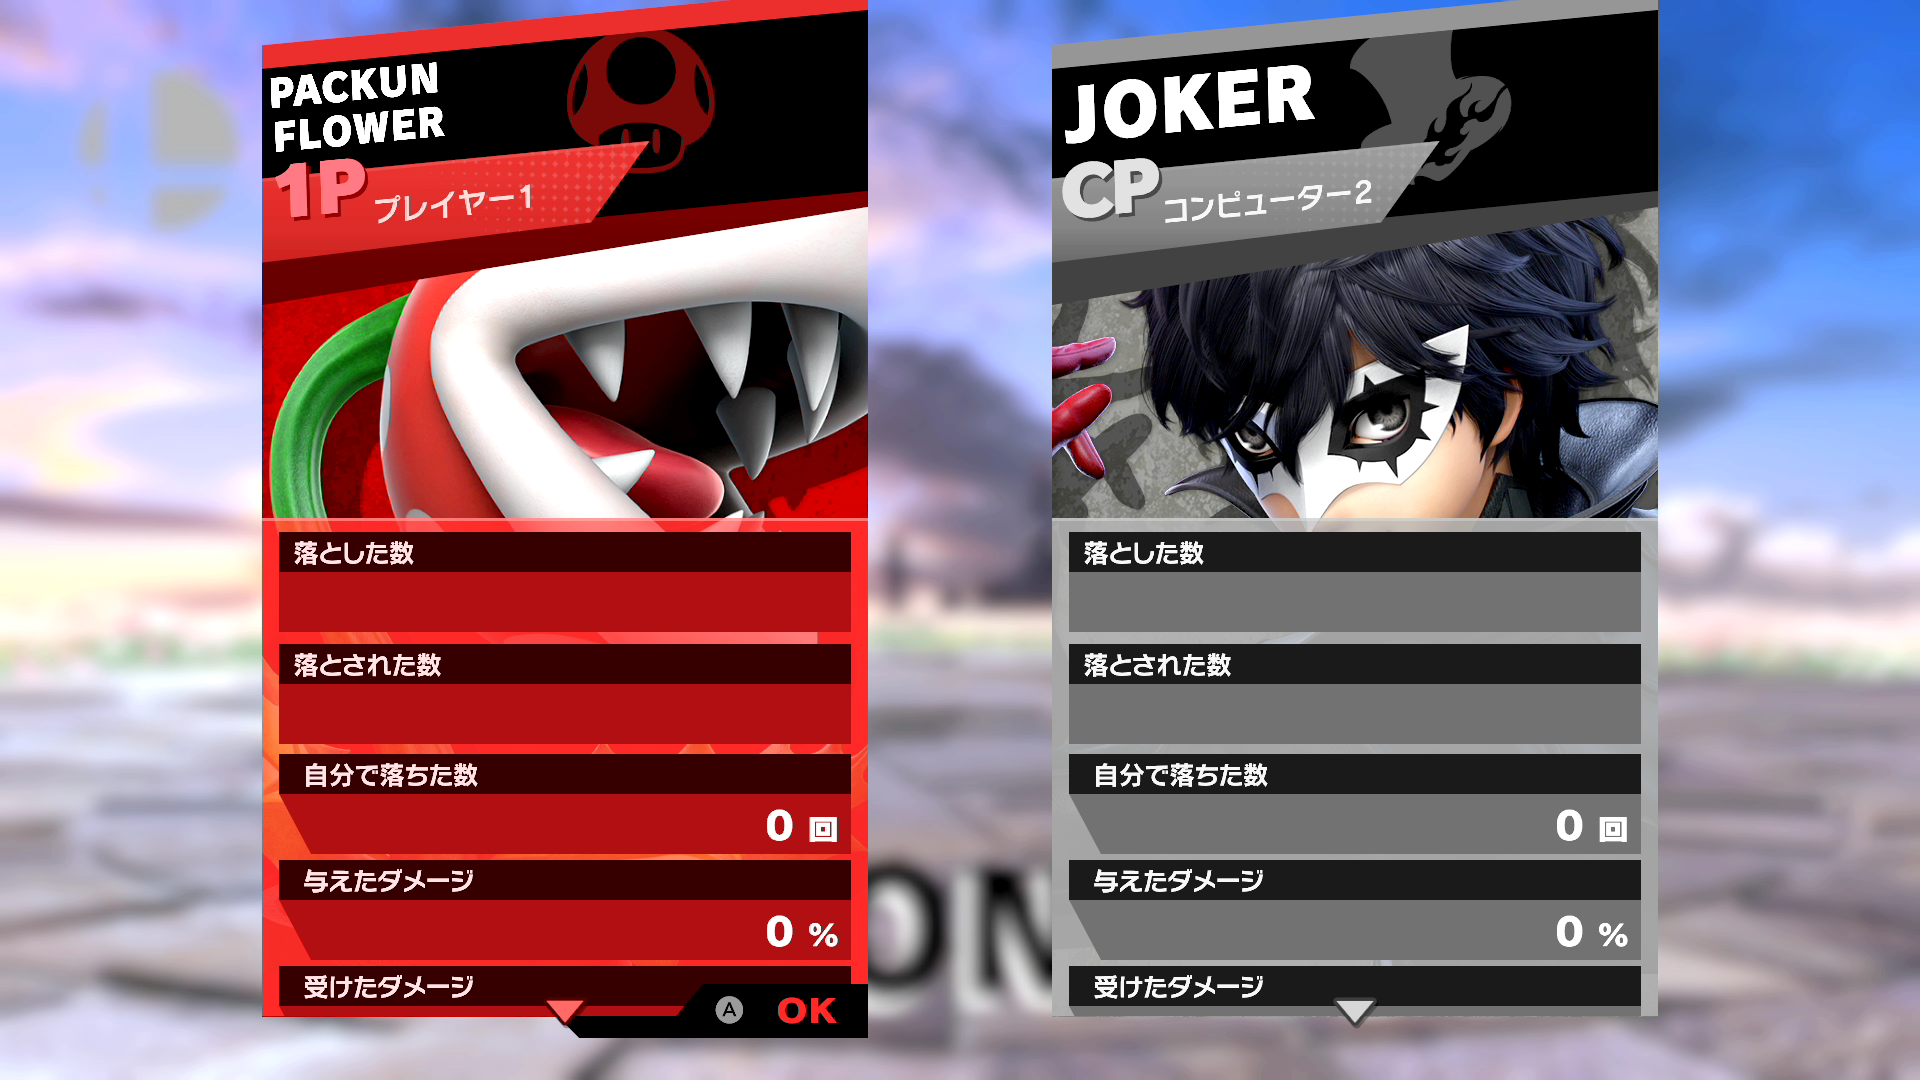 PACKUN
FLOWER
1P プレイヤー1
落とした数
落とされた数
自分で落ちた数
0 回
与えたダメージ
0 %
受けたダメージ
A OK
JOKER
CP コンピューター2
落とした数
落とされた数
自分で落ちた数
0 回
与えたダメージ
0 %
受けたダメージ